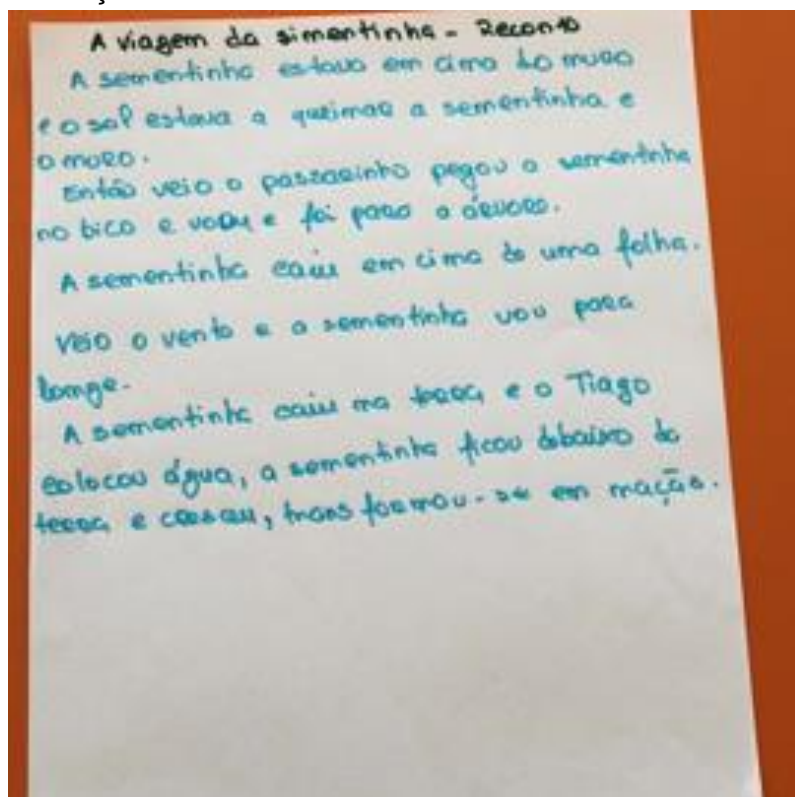 A viagem da simentinha - Reconto
A sementinha estava em cima do muro
e o sol estava a queimar a sementinha e
o muro.
Então veio o passarinho pegou a sementinha
no bico e voou e foi para a árvore.
A sementinha caiu em cima de uma folha.
Veio o vento e a sementinha vou para
longe.
A sementinha caiu na terra e o Tiago
colocou água, a sementinha ficou debaixo da
terra e cresceu, transformou-se em mação.